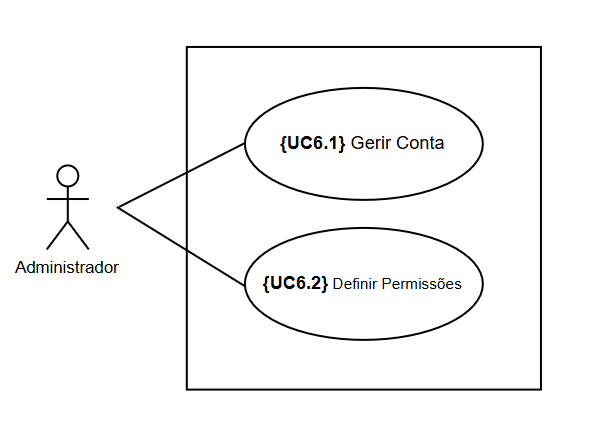 {UC6.1} Gerir Conta
Administrador
{UC6.2} Definir Permissões